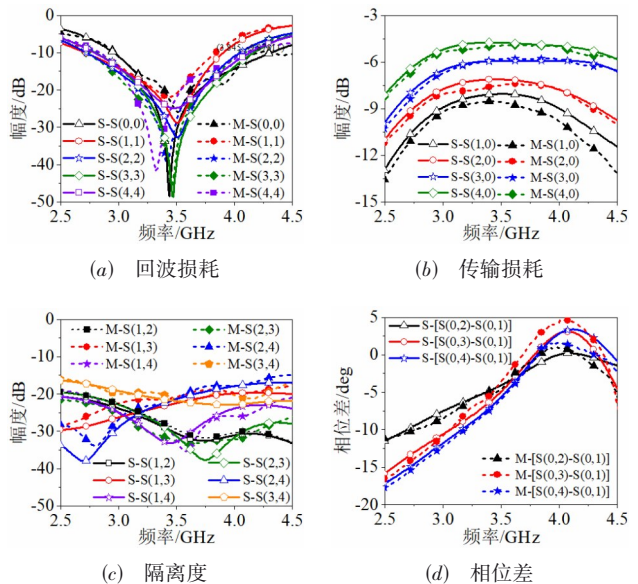 幅度/dB
0
-10
-20
-30
-40
-50
S-S(0,0) M-S(0,0)
S-S(1,1) M-S(1,1)
S-S(2,2) M-S(2,2)
S-S(3,3) M-S(3,3)
S-S(4,4) M-S(4,4)
2.5 3.0 3.5 4.0 4.5
频率/GHz
(a) 回波损耗
幅度/dB
-3
-6
-9
-12
-15
S-S(1,0) M-S(1,0)
S-S(2,0) M-S(2,0)
S-S(3,0) M-S(3,0)
S-S(4,0) M-S(4,0)
2.5 3.0 3.5 4.0 4.5
频率/GHz
(b) 传输损耗
幅度/dB
0
-10
-20
-30
-40
-50
M-S(1,2) M-S(2,3)
M-S(1,3) M-S(2,4)
M-S(1,4) M-S(3,4)
S-S(1,2) S-S(2,3)
S-S(1,3) S-S(2,4)
S-S(1,4) S-S(3,4)
2.5 3.0 3.5 4.0 4.5
频率/GHz
(c) 隔离度
相位差/deg
5
0
-5
-10
-15
-20
S-[S(0,2)-S(0,1)]
S-[S(0,3)-S(0,1)]
S-[S(0,4)-S(0,1)]
M-[S(0,2)-S(0,1)]
M-[S(0,3)-S(0,1)]
M-[S(0,4)-S(0,1)]
2.5 3.0 3.5 4.0 4.5
频率/GHz
(d) 相位差